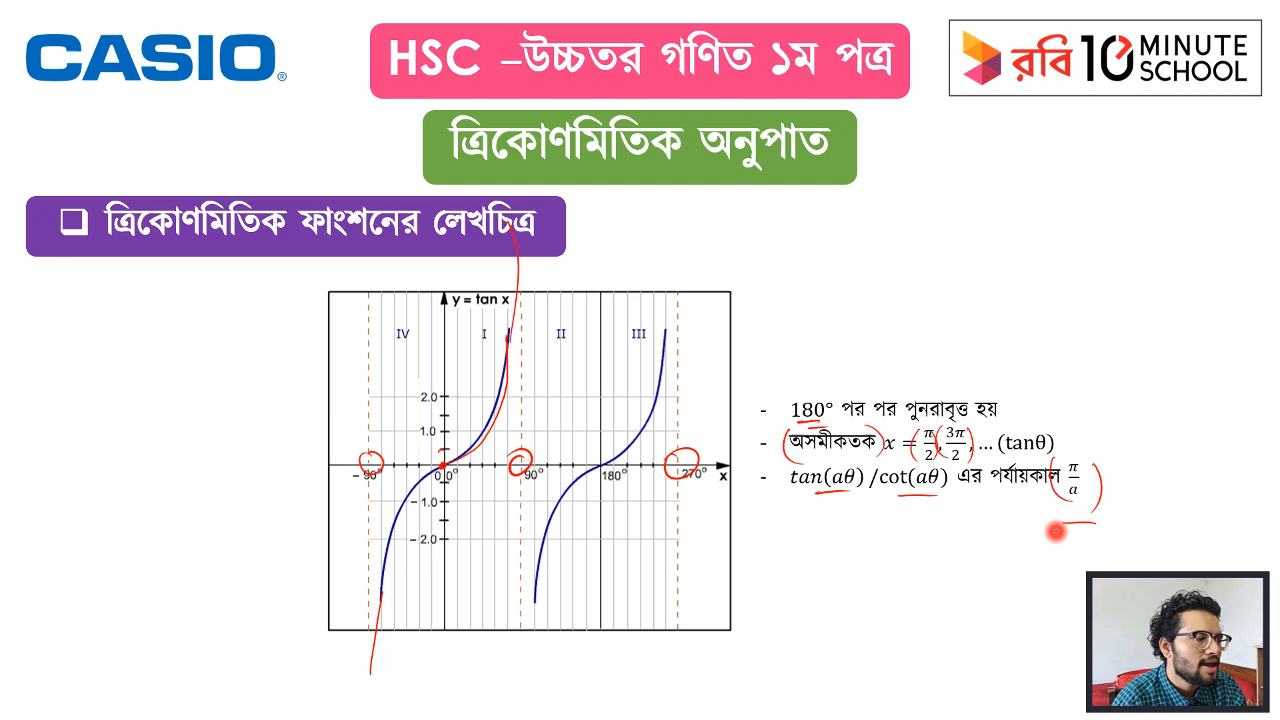 CASIO®
HSC –উচ্চতর গণিত ১ম পত্র
রবি 10 MINUTE SCHOOL
ত্রিকোণমিতিক অনুপাত
❑ ত্রিকোণমিতিক ফাংশনের লেখচিত্র
y = tan x
IV I II III
2.0
1.0
– 90° 0.0° 90° 180° 270° x
– 1.0
– 2.0
- 180° পর পর পুনরাবৃত্ত হয়
- অসমীকতক x = π/2, 3π/2, … (tanθ)
- tan(aθ) /cot(aθ) এর পর্যায়কাল π/a